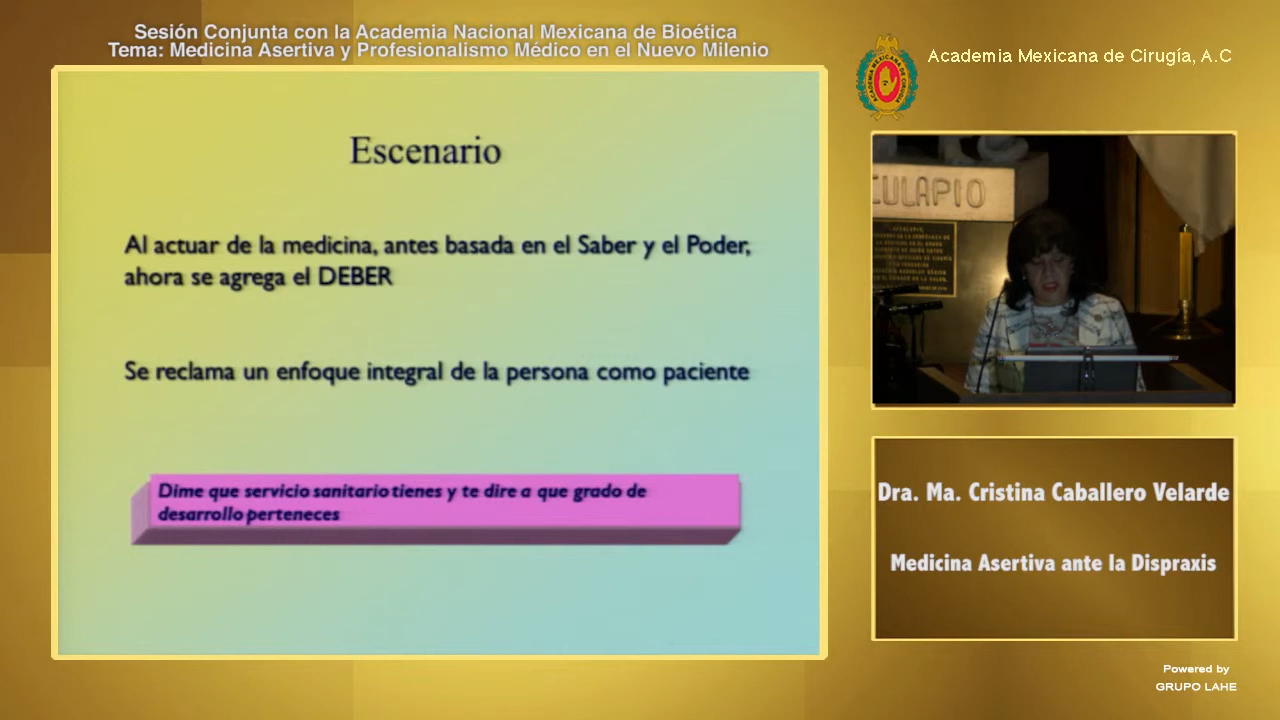 Sesión Conjunta con la Academia Nacional Mexicana de Bioética
Tema: Medicina Asertiva y Profesionalismo Médico en el Nuevo Milenio
ACADEMIA MEXICANA DE CIRUGIA
Academia Mexicana de Cirugía, A.C
Escenario
Al actuar de la medicina, antes basada en el Saber y el Poder,
ahora se agrega el DEBER
Se reclama un enfoque integral de la persona como paciente
Dime que servicio sanitario tienes y te dire a que grado de
desarrollo perteneces
CULAPIO
Dra. Ma. Cristina Caballero Velarde
Medicina Asertiva ante la Dispraxis
Powered by
GRUPO LAHE